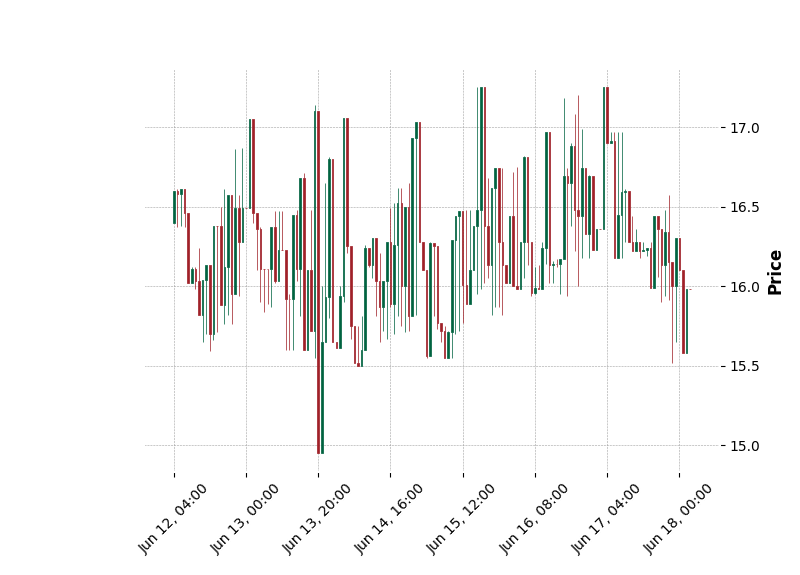 17.0
16.5
16.0
15.5
15.0
Price
Jun 12, 04:00
Jun 13, 00:00
Jun 13, 20:00
Jun 14, 16:00
Jun 15, 12:00
Jun 16, 08:00
Jun 17, 04:00
Jun 18, 00:00